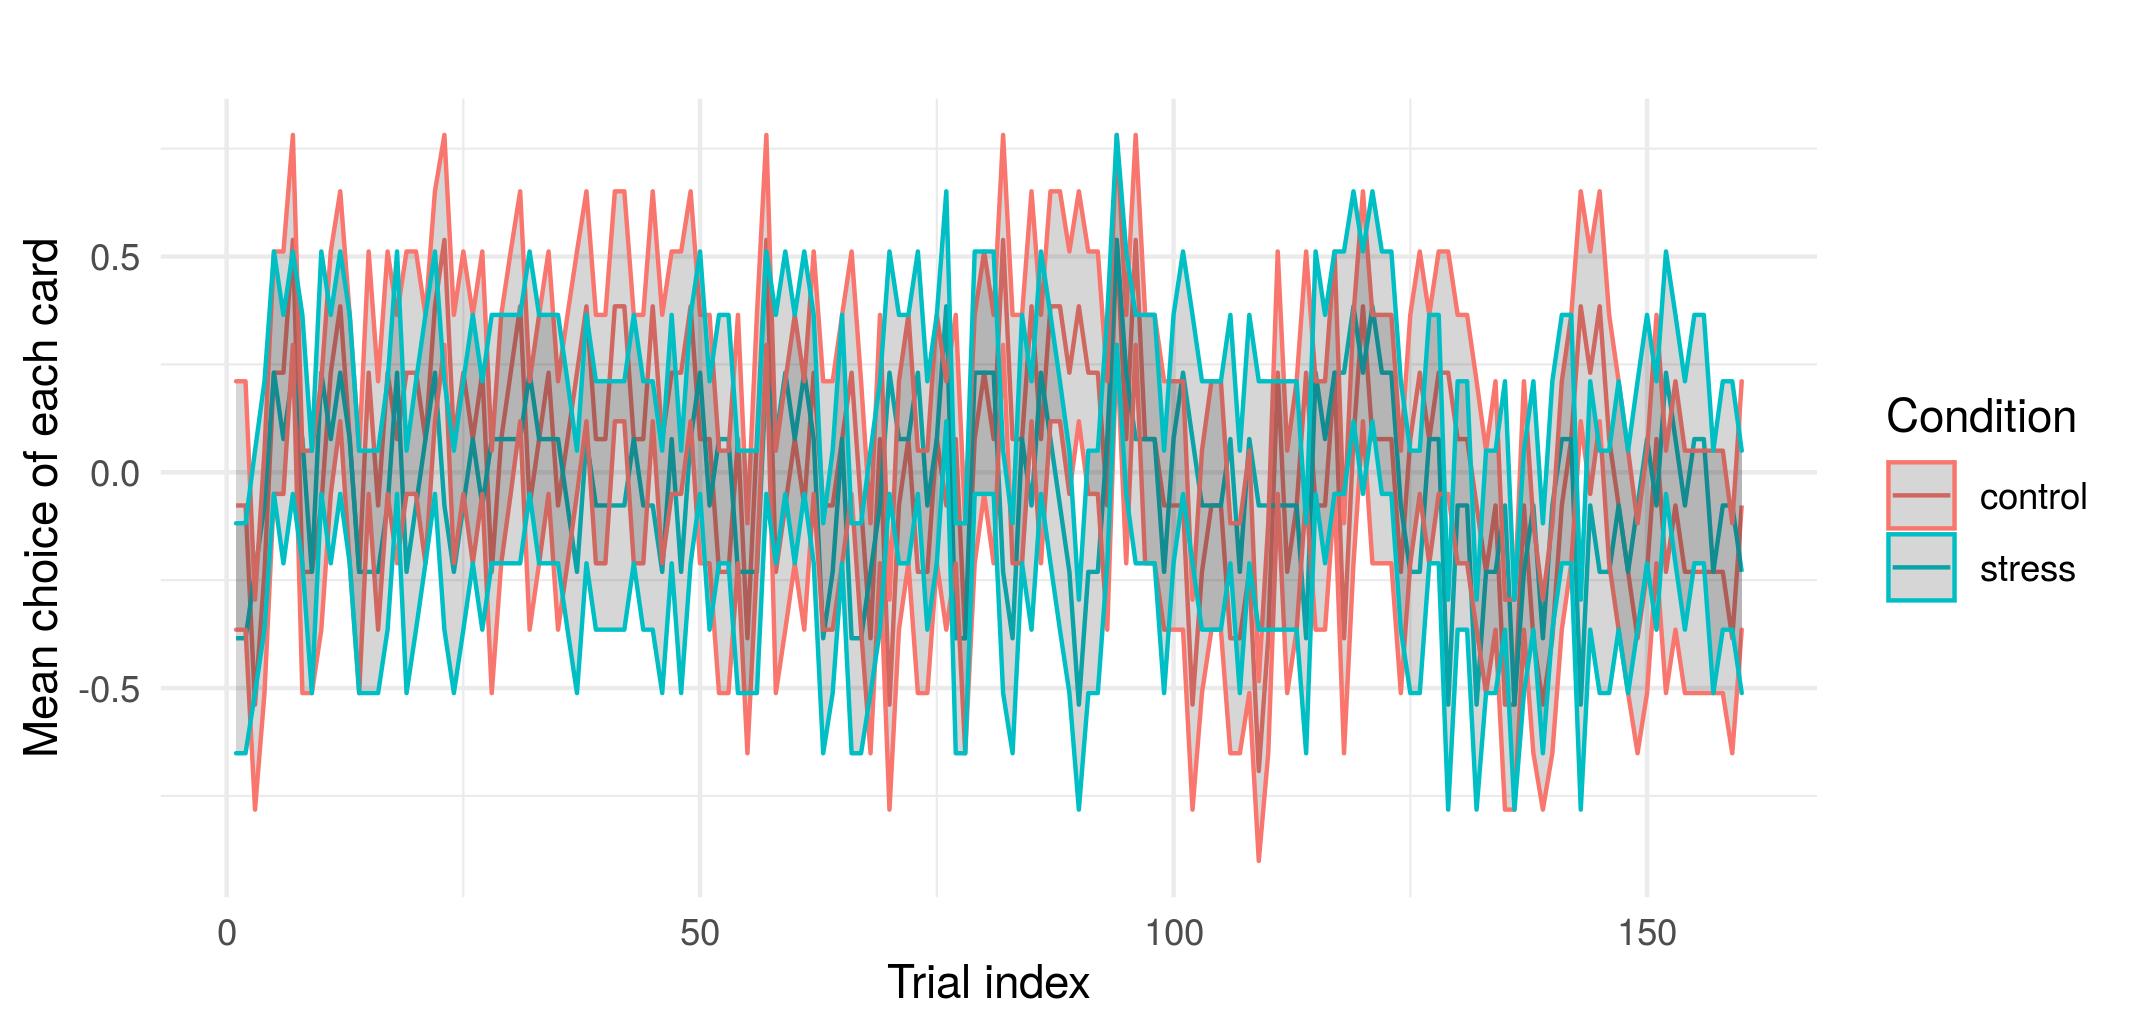 Mean choice of each card
0.5
0.0
-0.5
0
50
100
150
Trial index
Condition
control
stress